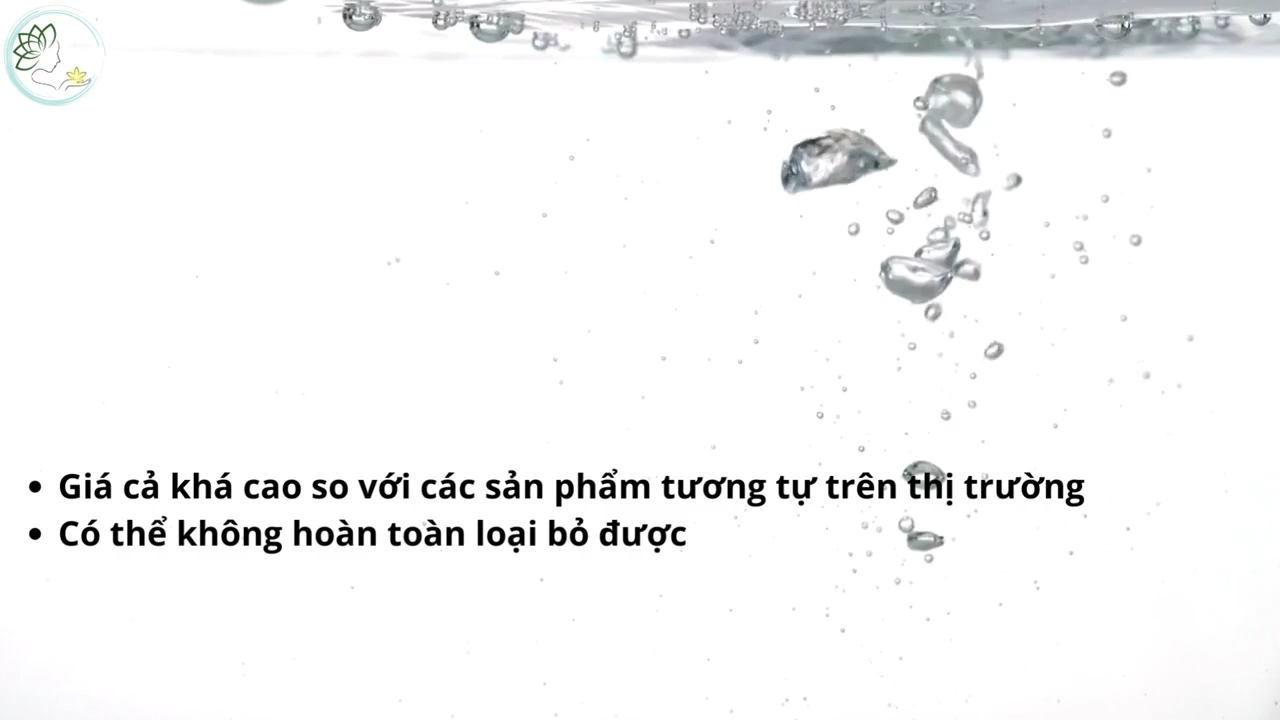 • Giá cả khá cao so với các sản phẩm tương tự trên thị trường
• Có thể không hoàn toàn loại bỏ được